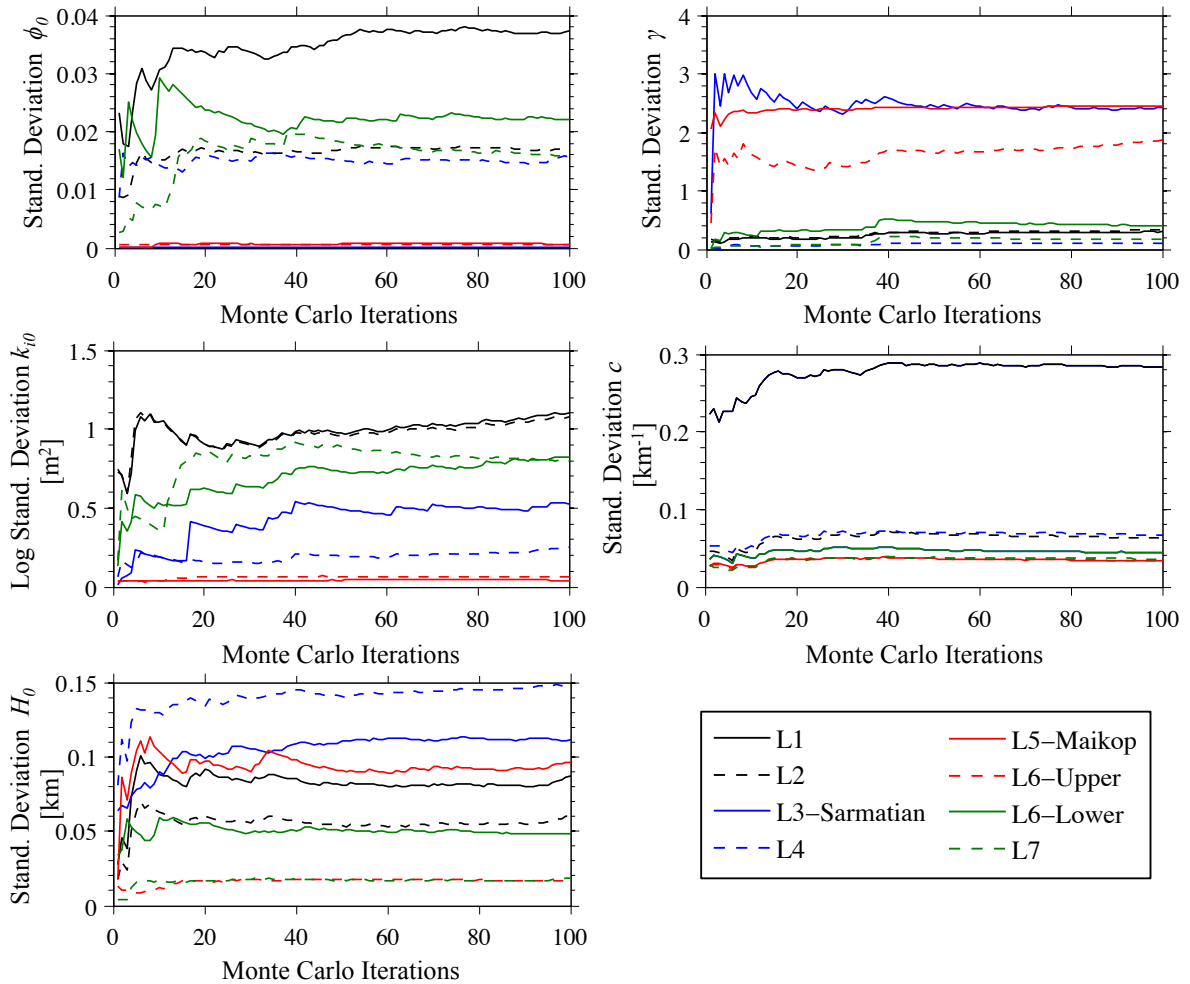 Stand. Deviation ϕ0
0.04
0.03
0.02
0.01
0
0 20 40 60 80 100
Monte Carlo Iterations
Stand. Deviation γ
4
3
2
1
0
0 20 40 60 80 100
Monte Carlo Iterations
Log Stand. Deviation ki0
[m2]
1.5
1
0.5
0
0 20 40 60 80 100
Monte Carlo Iterations
Stand. Deviation c
[km-1]
0.3
0.2
0.1
0
0 20 40 60 80 100
Monte Carlo Iterations
Stand. Deviation H0
[km]
0.15
0.1
0.05
0
0 20 40 60 80 100
Monte Carlo Iterations
L1
L2
L3−Sarmatian
L4
L5−Maikop
L6−Upper
L6−Lower
L7